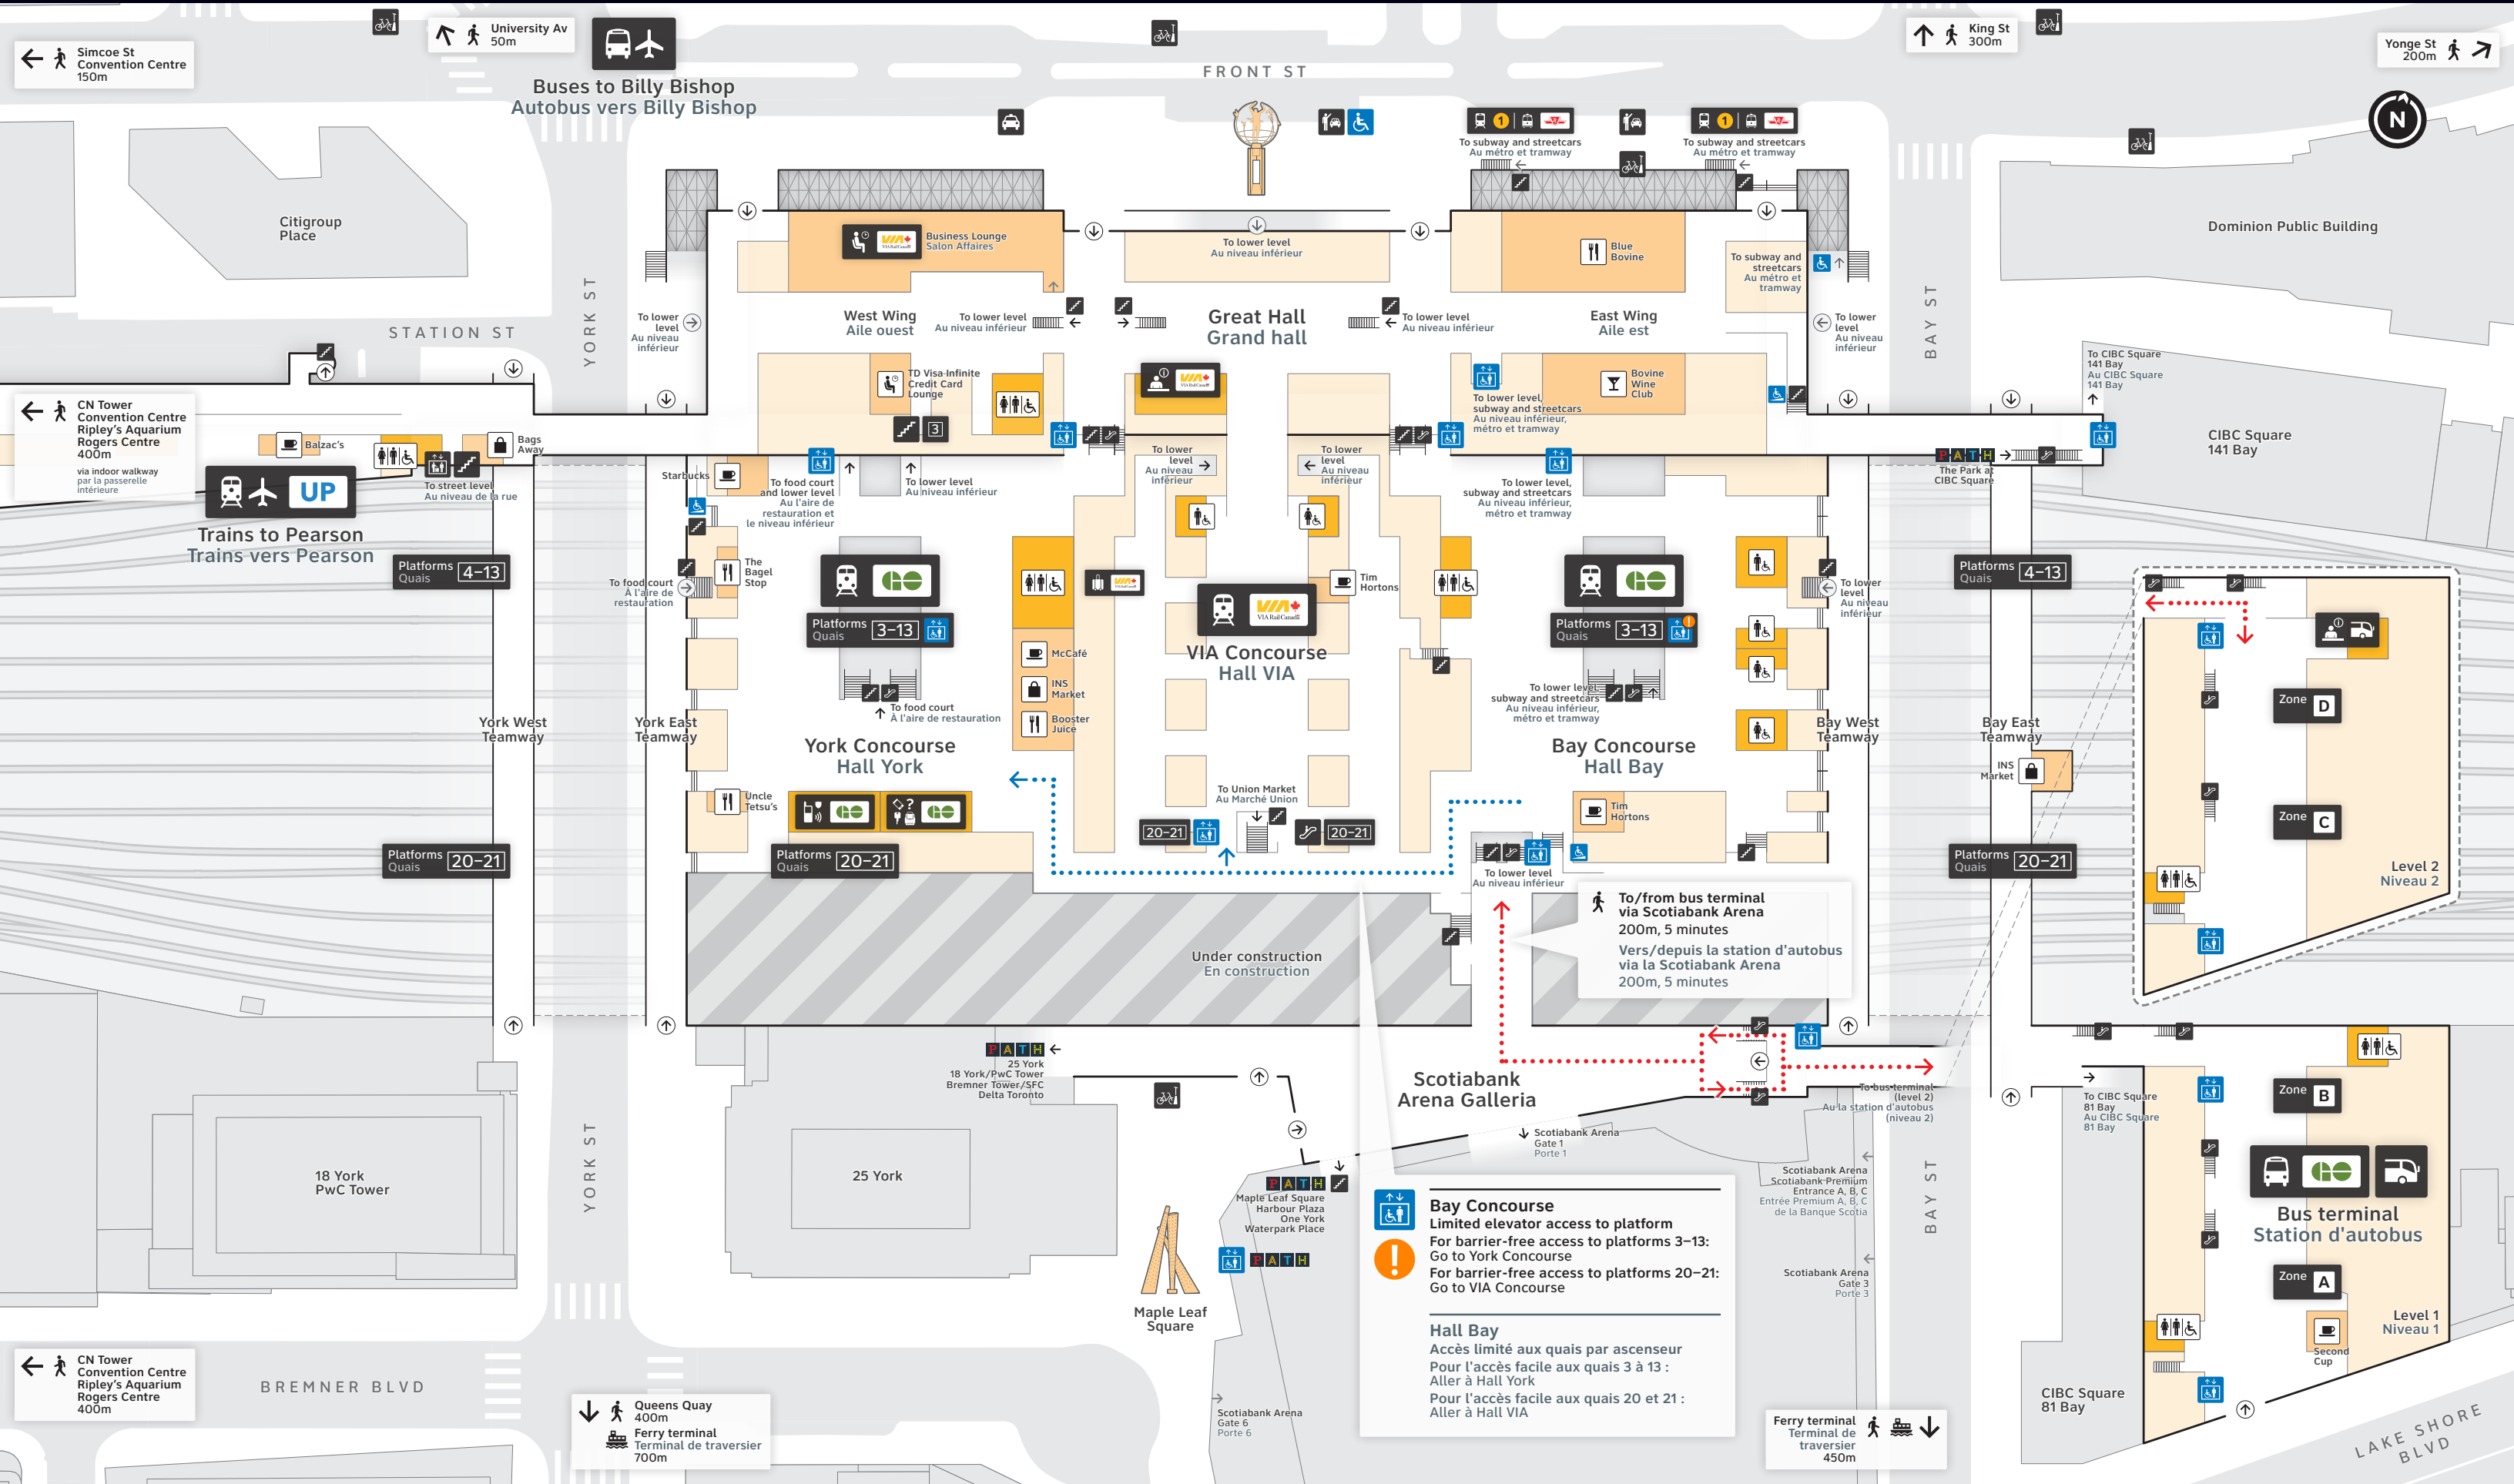 Simcoe St
Convention Centre
150m
University Av
50m
Buses to Billy Bishop
Autobus vers Billy Bishop
FRONT ST
King St
300m
Yonge St
200m
N
1
To subway and streetcars
Au métro et tramway
1
To subway and streetcars
Au métro et tramway
Citigroup
Place
Dominion Public Building
VIA Rail Canada
Business Lounge
Salon Affaires
To lower level
Au niveau inférieur
Blue
Bovine
To subway and
streetcars
Au métro et
tramway
STATION ST
YORK ST
BAY ST
To lower
level
Au niveau
inférieur
West Wing
Aile ouest
To lower level
Au niveau inférieur
Great Hall
Grand hall
To lower level
Au niveau inférieur
East Wing
Aile est
To lower
level
Au niveau
inférieur
To CIBC Square
141 Bay
Au CIBC Square
141 Bay
CN Tower
Convention Centre
Ripley's Aquarium
Rogers Centre
400m
via indoor walkway
par la passerelle
intérieure
Balzac's
Bags
Away
TD Visa Infinite
Credit Card
Lounge
3
VIA Rail Canada
To lower level,
subway and streetcars
Au niveau inférieur,
métro et tramway
Bovine
Wine
Club
CIBC Square
141 Bay
PATH
The Park at
CIBC Square
UP
To street level
Au niveau de la rue
Trains to Pearson
Trains vers Pearson
Starbucks
To food court
and lower level
Au l'aire de
restauration et
le niveau inférieur
To lower level
Au niveau inférieur
To lower
level
Au niveau
inférieur
To lower
level
Au niveau
inférieur
To lower level,
subway and streetcars
Au niveau inférieur,
métro et tramway
Platforms
Quais
4–13
To food court
À l'aire de
restauration
The
Bagel
Stop
GO
Platforms
Quais
3–13
VIA Rail Canada
Tim
Hortons
VIA Rail Canada
VIA Concourse
Hall VIA
GO
Platforms
Quais
3–13
To lower
level
Au niveau
inférieur
Platforms
Quais
4–13
McCafé
INS
Market
Booster
Juice
To food court
À l'aire de restauration
To lower level,
subway and streetcars
Au niveau inférieur,
métro et tramway
York West
Teamway
York East
Teamway
York Concourse
Hall York
Bay Concourse
Hall Bay
Bay West
Teamway
Bay East
Teamway
INS
Market
Zone D
Zone C
Level 2
Niveau 2
Uncle
Tetsu's
GO
GO
To Union Market
Au Marché Union
20–21
20–21
Tim
Hortons
Platforms
Quais
20–21
Platforms
Quais
20–21
Platforms
Quais
20–21
To lower level
Au niveau inférieur
To/from bus terminal
via Scotiabank Arena
200m, 5 minutes
Vers/depuis la station d'autobus
via la Scotiabank Arena
200m, 5 minutes
Under construction
En construction
PATH
25 York
18 York/PwC Tower
Bremner Tower/SFC
Delta Toronto
Scotiabank
Arena Galleria
To bus terminal
(level 2)
Au la station d'autobus
(niveau 2)
To CIBC Square
81 Bay
Au CIBC Square
81 Bay
Zone B
Scotiabank Arena
Gate 1
Porte 1
18 York
PwC Tower
YORK ST
25 York
PATH
Maple Leaf Square
Harbour Plaza
One York
Waterpark Place
PATH
Scotiabank Arena
Scotiabank Premium
Entrance A, B, C
Entrée Premium A, B, C
de la Banque Scotia
BAY ST
GO
Bus terminal
Station d'autobus
Zone A
Level 1
Niveau 1
Second
Cup
Scotiabank Arena
Gate 3
Porte 3
Maple Leaf
Square
!
Bay Concourse
Limited elevator access to platform
For barrier-free access to platforms 3–13:
Go to York Concourse
For barrier-free access to platforms 20–21:
Go to VIA Concourse
Hall Bay
Accès limité aux quais par ascenseur
Pour l'accès facile aux quais 3 à 13 :
Aller à Hall York
Pour l'accès facile aux quais 20 et 21 :
Aller à Hall VIA
CN Tower
Convention Centre
Ripley's Aquarium
Rogers Centre
400m
BREMNER BLVD
Queens Quay
400m
Ferry terminal
Terminal de traversier
700m
Scotiabank Arena
Gate 6
Porte 6
Ferry terminal
Terminal de
traversier
450m
CIBC Square
81 Bay
LAKE SHORE
BLVD